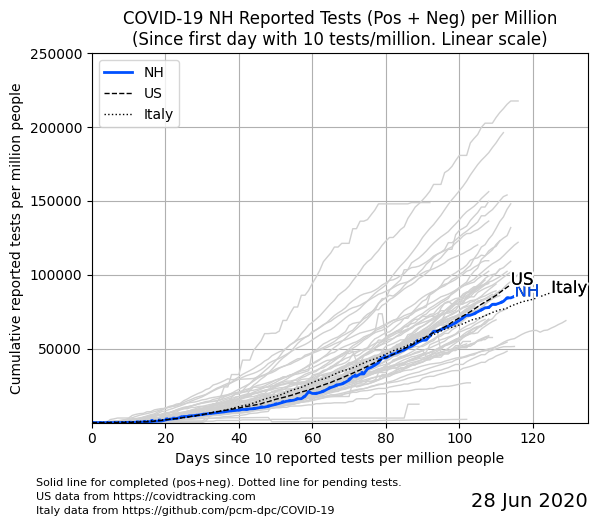 COVID-19 NH Reported Tests (Pos + Neg) per Million
(Since first day with 10 tests/million. Linear scale)
Cumulative reported tests per million people
250000
200000
150000
100000
50000
NH
US
Italy
US
NH
Italy
0 20 40 60 80 100 120
Days since 10 reported tests per million people
Solid line for completed (pos+neg). Dotted line for pending tests.
US data from https://covidtracking.com
Italy data from https://github.com/pcm-dpc/COVID-19
28 Jun 2020